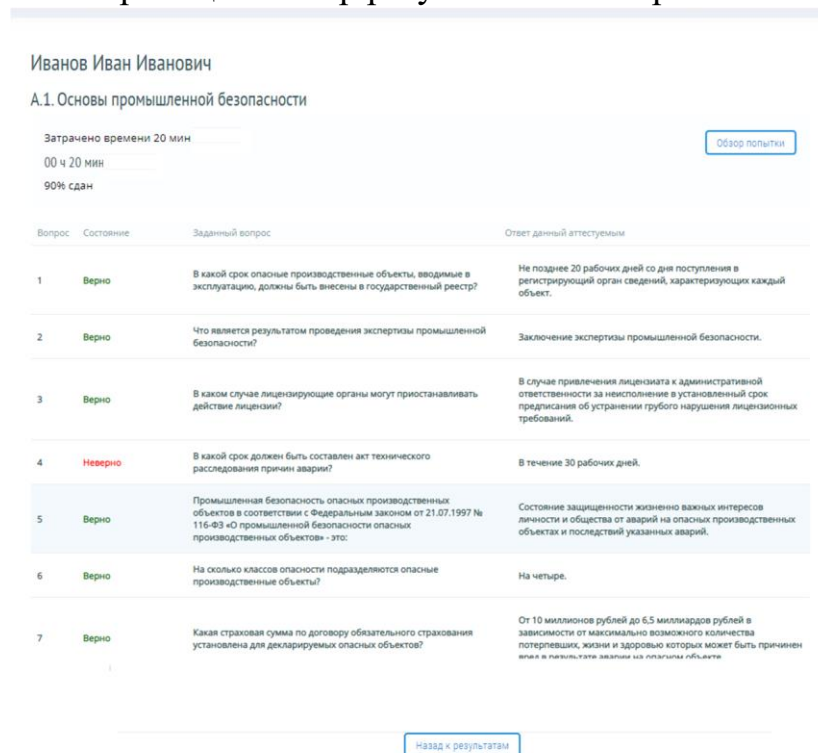 Иванов Иван Иванович
А.1. Основы промышленной безопасности
Затрачено времени 20 мин
Обзор попытки
00 ч 20 мин
90% сдан
Вопрос Состояние Заданный вопрос Ответ данный аттестуемым
1 Верно
В какой срок опасные производственные объекты, вводимые в
эксплуатацию, должны быть внесены в государственный реестр?
Не позднее 20 рабочих дней со дня поступления в
регистрирующий орган сведений, характеризующих каждый
объект.
2 Верно
Что является результатом проведения экспертизы промышленной
безопасности?
Заключение экспертизы промышленной безопасности.
3 Верно
В каком случае лицензирующие органы могут приостанавливать
действие лицензии?
В случае привлечения лицензиата к административной
ответственности за неисполнение в установленный срок
предписания об устранении грубого нарушения лицензионных
требований.
4 Неверно
В какой срок должен быть составлен акт технического
расследования причин аварии?
В течение 30 рабочих дней.
5 Верно
Промышленная безопасность опасных производственных
объектов в соответствии с Федеральным законом от 21.07.1997 №
116-ФЗ «О промышленной безопасности опасных
производственных объектов» - это:
Состояние защищенности жизненно важных интересов
личности и общества от аварий на опасных производственных
объектах и последствий указанных аварий.
6 Верно
На сколько классов опасности подразделяются опасные
производственные объекты?
На четыре.
7 Верно
Какая страховая сумма по договору обязательного страхования
установлена для декларируемых опасных объектов?
От 10 миллионов рублей до 6,5 миллиардов рублей в
зависимости от максимально возможного количества
потерпевших, жизни и здоровью которых может быть причинен
вред в результате аварии на опасном объекте
Назад к результатам